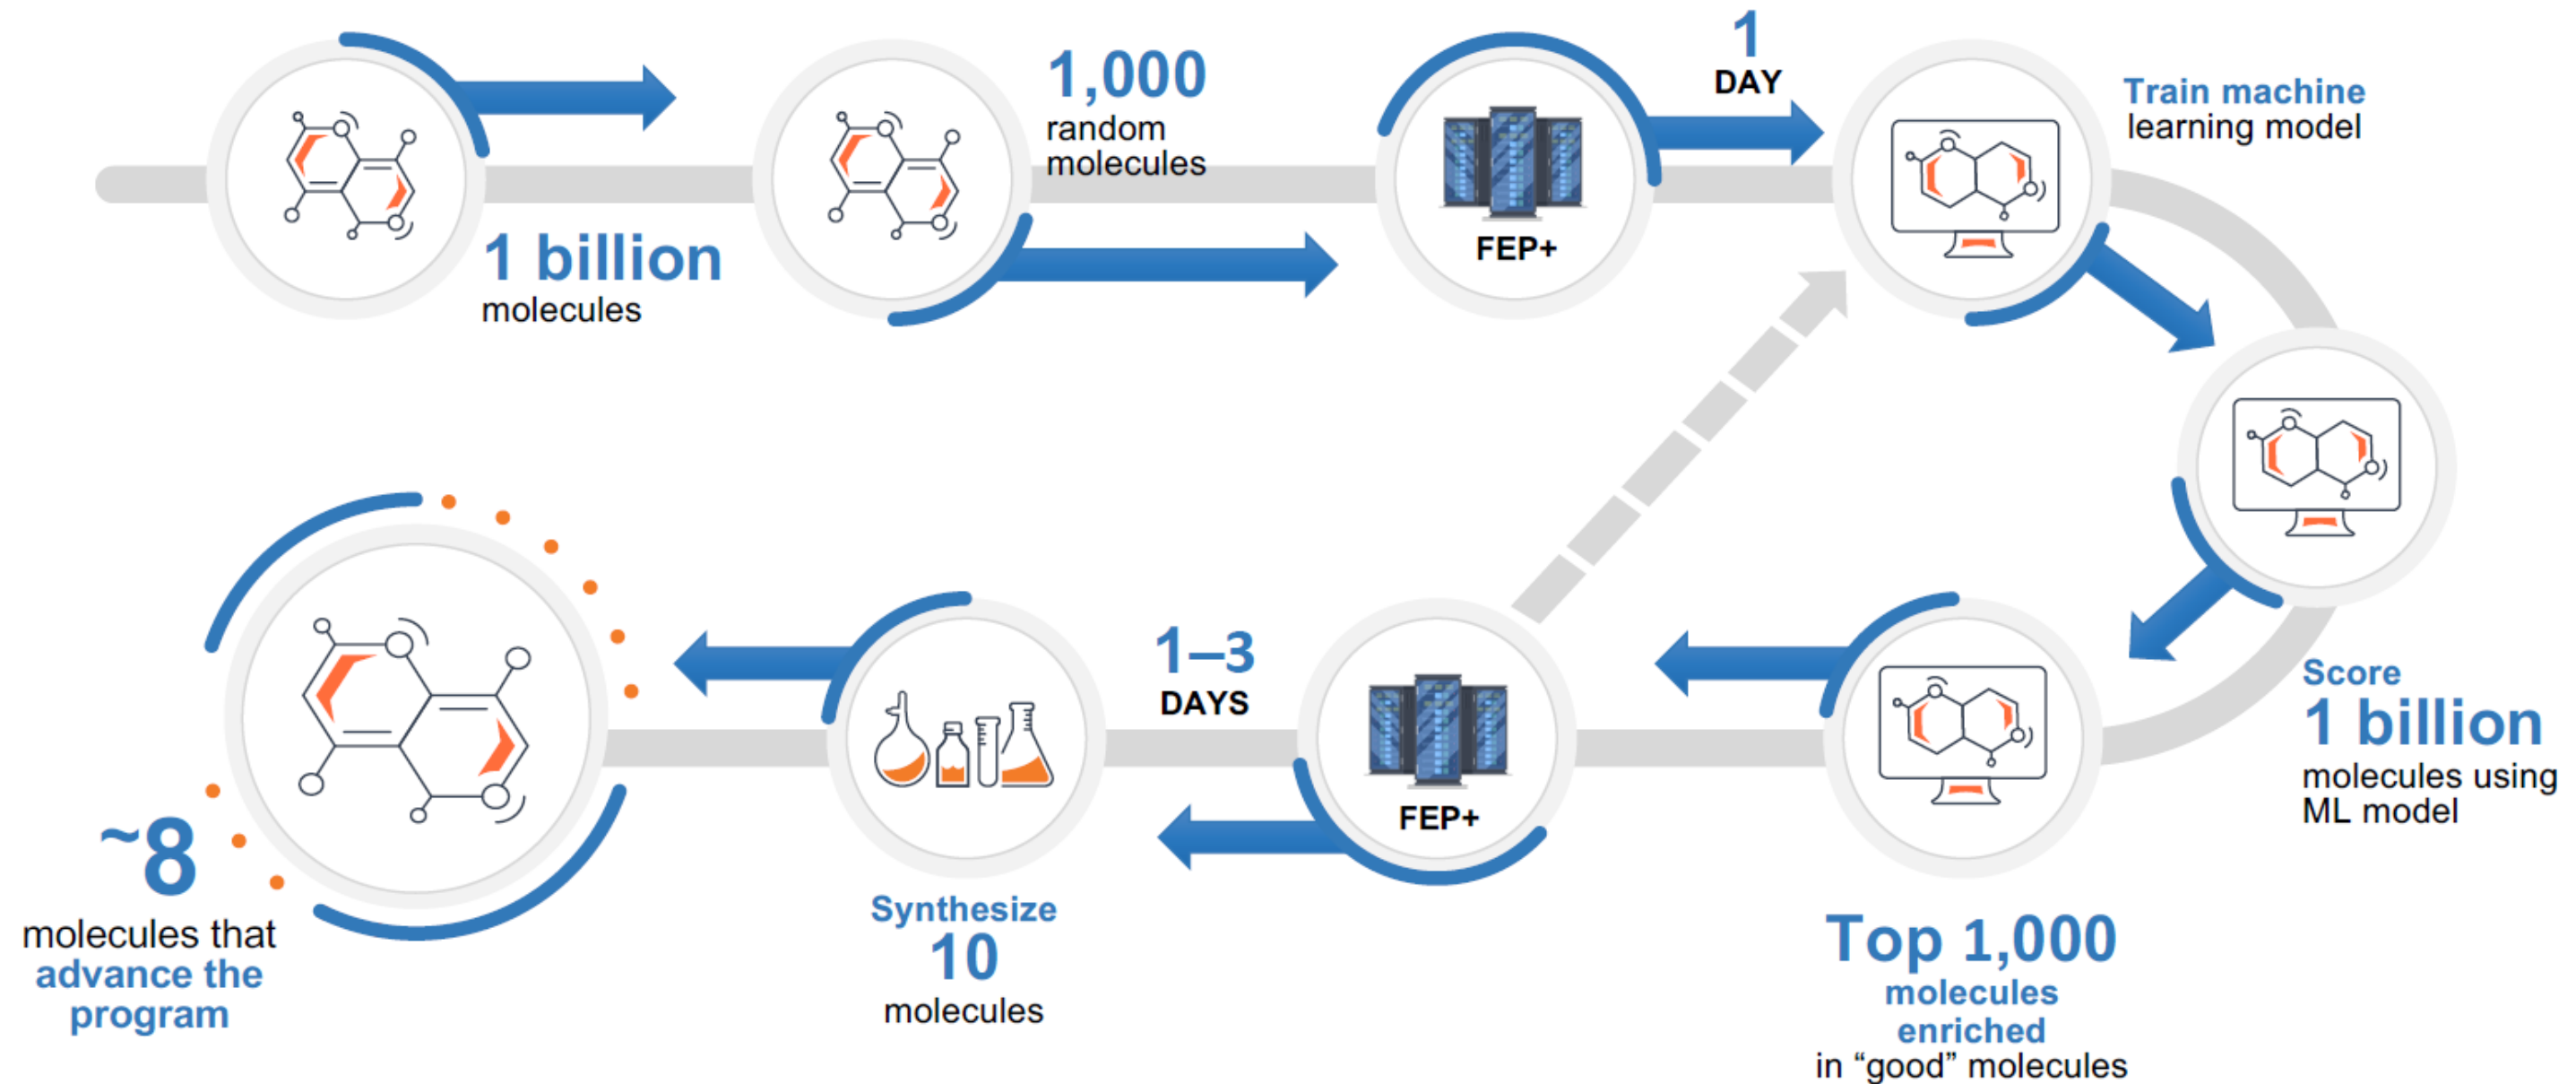 1 billion
molecules
1,000
random
molecules
FEP+
1
DAY
Train machine
learning model
Score
1 billion
molecules using
ML model
Top 1,000
molecules
enriched
in “good” molecules
FEP+
1–3
DAYS
Synthesize
10
molecules
~8
molecules that
advance the
program